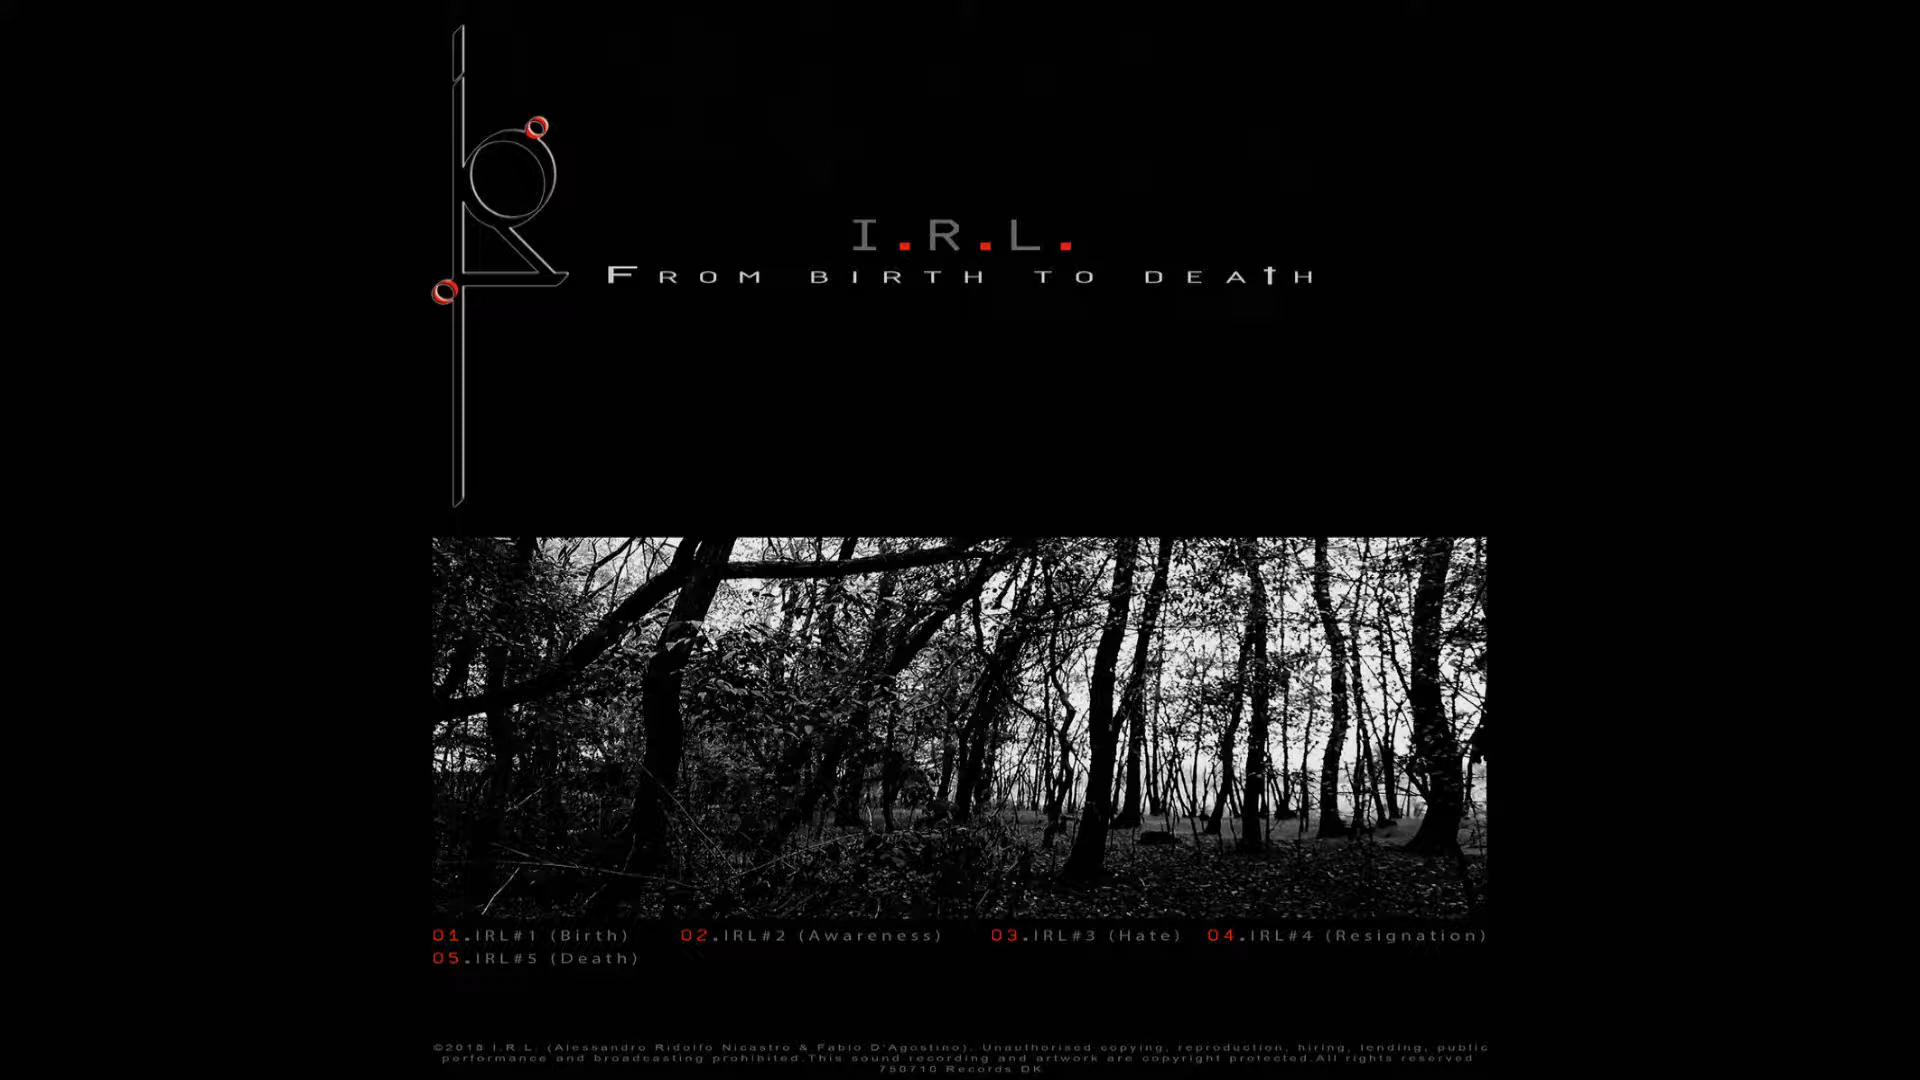 I.R.L.
From birth to death
01.IRL#1 (Birth) 02.IRL#2 (Awareness) 03.IRL#3 (Hate) 04.IRL#4 (Resignation)
05.IRL#5 (Death)
©2018 I.R.L. (Alessandro Ridolfo Nicastro & Fabio D'Agostino). Unauthorised copying, reproduction, hiring, lending, public
performance and broadcasting prohibited.This sound recording and artwork are copyright protected.All rights reserved
750710 Records DK